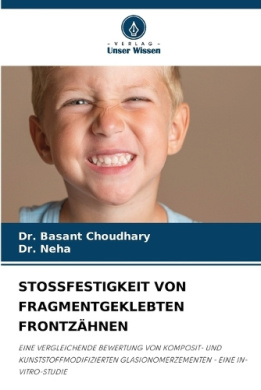 - VERLAG -
Unser Wissen
Dr. Basant Choudhary
Dr. Neha
STOSSFESTIGKEIT VON
FRAGMENTGEKLEBTEN
FRONTZÄHNEN
EINE VERGLEICHENDE BEWERTUNG VON KOMPOSIT- UND
KUNSTSTOFFMODIFIZIERTEN GLASIONOMERZEMENTEN - EINE IN-
VITRO-STUDIE